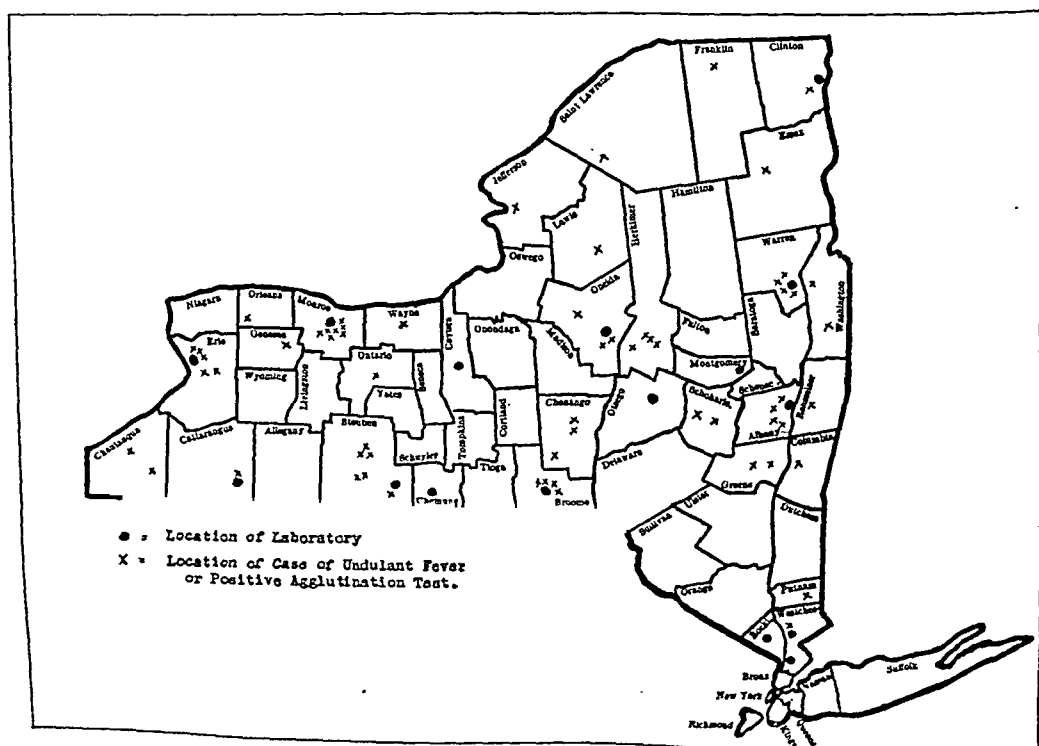 Franklin
Clinton
Saint Lawrence
Essex
Jefferson
Hamilton
Lewis
Herkimer
Warren
Oswego
Oneida
Washington
Saratoga
Niagara
Orleans
Monroe
Wayne
Cayuga
Onondaga
Madison
Fulton
Montgomery
Erie
Genesee
Ontario
Seneca
Wyoming
Livingston
Yates
Chenango
Otsego
Schoharie
Schenec.
Albany
Rensselaer
Columbia
Chautauqua
Cattaraugus
Allegany
Steuben
Schuyler
Tompkins
Cortland
Tioga
Chemung
Broome
Delaware
Greene
Ulster
Sullivan
Dutchess
Orange
Putnam
Westches
Rockl
● = Location of Laboratory
X = Location of Case of Undulant Fever
or Positive Agglutination Test.
Bronx
New York
Richmond
Kings
Queens
Nassau
Suffolk